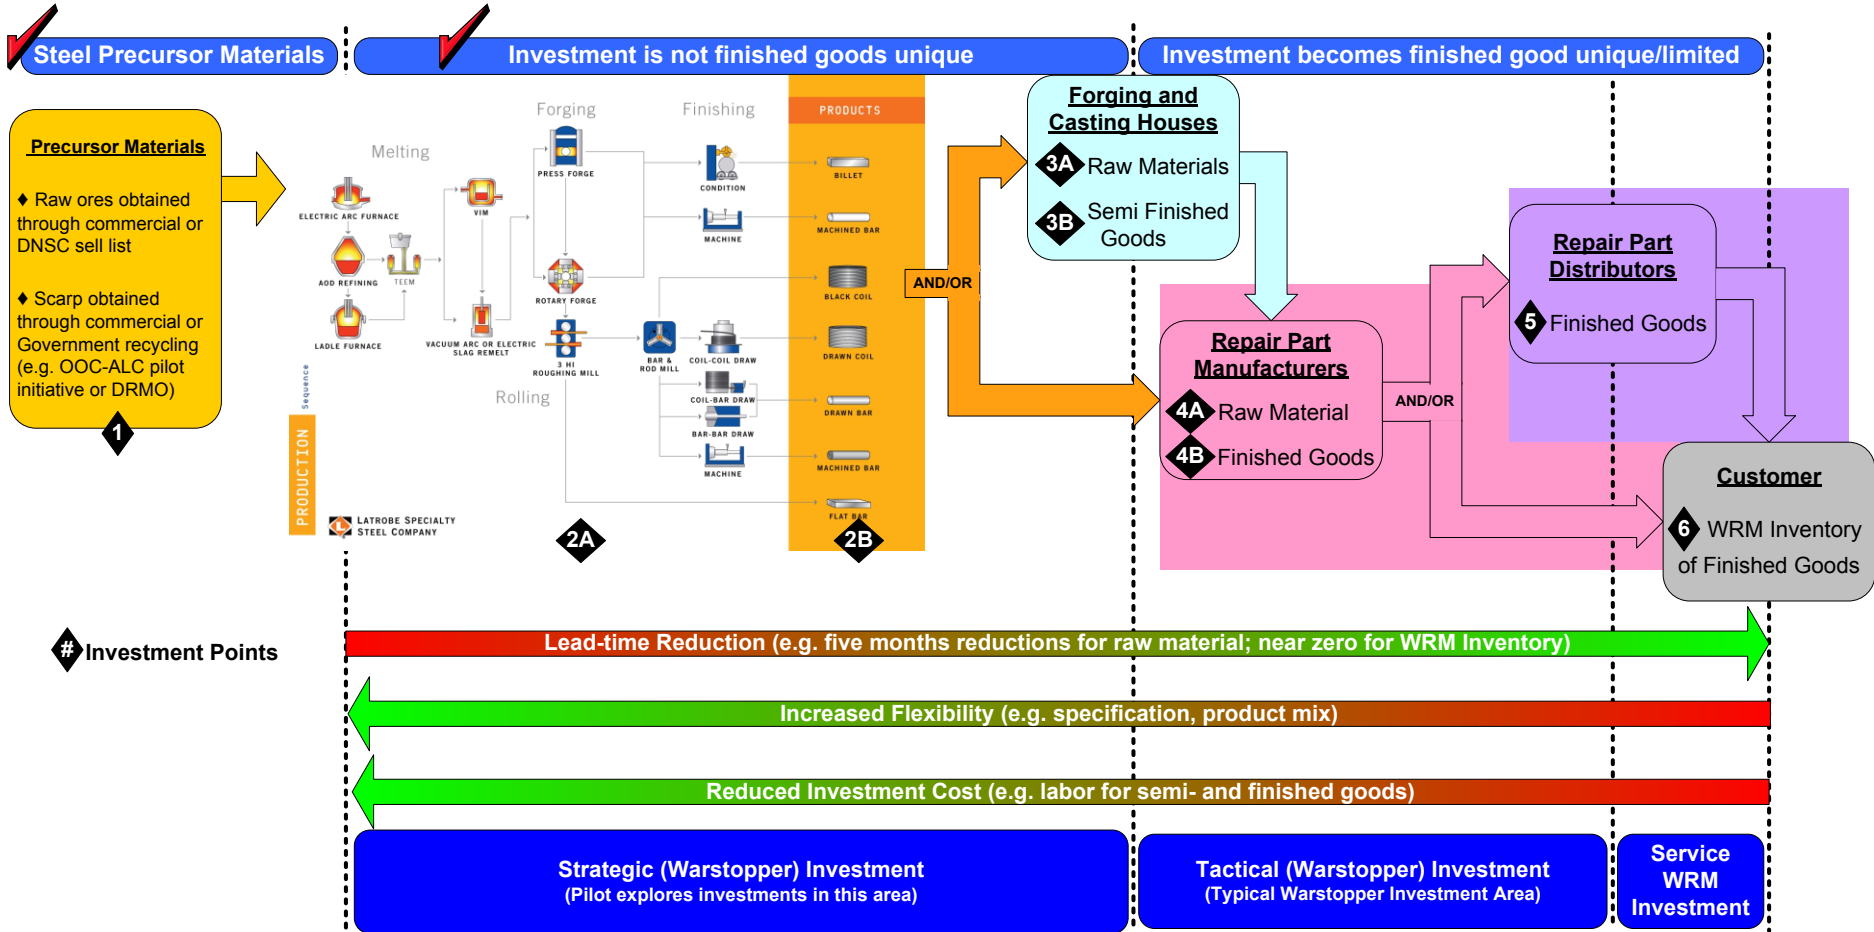 Steel Precursor Materials
Investment is not finished goods unique
Investment becomes finished good unique/limited
Precursor Materials
♦ Raw ores obtained
through commercial or
DNSC sell list
♦ Scarp obtained
through commercial or
Government recycling
(e.g. OOC-ALC pilot
initiative or DRMO)
1
Melting
Forging
Finishing
PRODUCTS
ELECTRIC ARC FURNACE
AOD REFINING
LADLE FURNACE
TEEM
VIM
VACUUM ARC OR ELECTRIC
SLAG REMELT
PRESS FORGE
ROTARY FORGE
3 HI
ROUGHING MILL
Rolling
BAR &
ROD MILL
CONDITION
MACHINE
COIL-COIL DRAW
COIL-BAR DRAW
BAR-BAR DRAW
MACHINE
BILLET
MACHINED BAR
BLACK COIL
DRAWN COIL
DRAWN BAR
MACHINED BAR
FLAT BAR
PRODUCTION
Sequence
L
LATROBE SPECIALTY
STEEL COMPANY
2A
2B
AND/OR
Forging and
Casting Houses
3A Raw Materials
3B Semi Finished
Goods
Repair Part
Manufacturers
4A Raw Material
4B Finished Goods
AND/OR
Repair Part
Distributors
5 Finished Goods
Customer
6 WRM Inventory
of Finished Goods
# Investment Points
Lead-time Reduction (e.g. five months reductions for raw material; near zero for WRM Inventory)
Increased Flexibility (e.g. specification, product mix)
Reduced Investment Cost (e.g. labor for semi- and finished goods)
Strategic (Warstopper) Investment
(Pilot explores investments in this area)
Tactical (Warstopper) Investment
(Typical Warstopper Investment Area)
Service
WRM
Investment